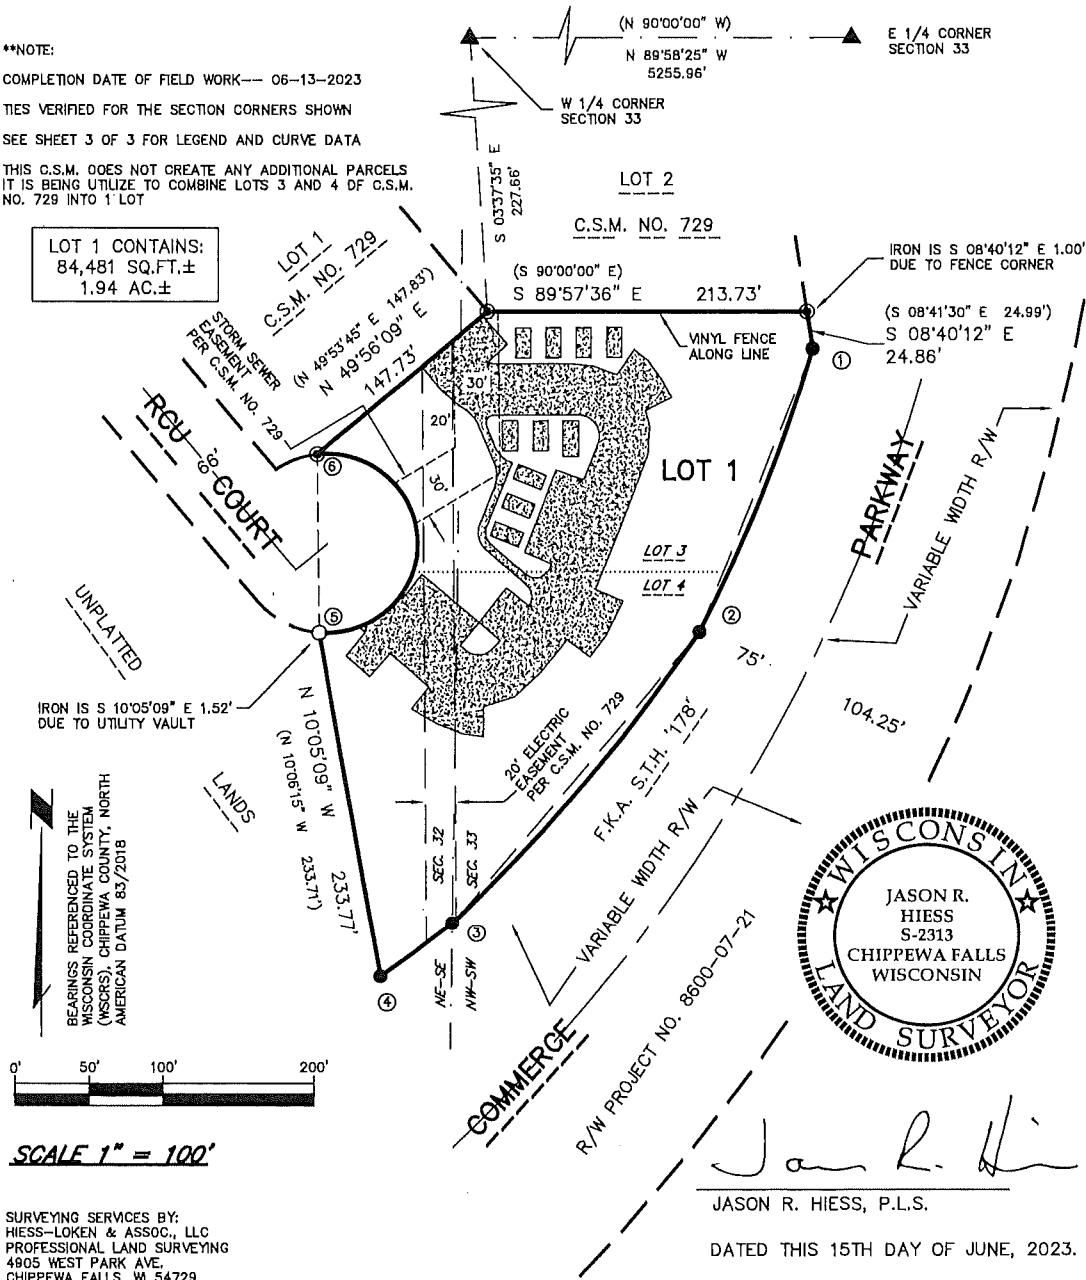 **NOTE:
COMPLETION DATE OF FIELD WORK-- 06-13-2023
TIES VERIFIED FOR THE SECTION CORNERS SHOWN
SEE SHEET 3 OF 3 FOR LEGEND AND CURVE DATA
THIS C.S.M. DOES NOT CREATE ANY ADDITIONAL PARCELS
IT IS BEING UTILIZE TO COMBINE LOTS 3 AND 4 OF C.S.M.
NO. 729 INTO 1 LOT
LOT 1 CONTAINS:
84,481 SQ.FT.±
1.94 AC.±
(N 90°00'00" W)
N 89°58'25" W
5255.96'
E 1/4 CORNER
SECTION 33
W 1/4 CORNER
SECTION 33
S 03°37'35" E
227.66'
LOT 2
C.S.M. NO. 729
LOT 1
C.S.M. NO. 729
IRON IS S 08°40'12" E 1.00'
DUE TO FENCE CORNER
(S 90°00'00" E)
S 89°57'36" E 213.73'
(S 08°41'30" E 24.99')
S 08°40'12" E
24.86'
VINYL FENCE
ALONG LINE
1
STORM SEWER
EASEMENT
PER C.S.M. NO. 729
(N 49°53'45" E 147.83')
N 49°56'09" E
147.73'
30'
20'
30'
RCU COURT
66'
6
LOT 1
LOT 3
LOT 4
PARKWAY
VARIABLE WIDTH R/W
2
75'
104.25'
UNPLATTED
LANDS
5
IRON IS S 10°05'09" E 1.52'
DUE TO UTILITY VAULT
N 10°05'09" W 233.77'
(N 10°06'15" W 233.71')
20' ELECTRIC
EASEMENT
PER C.S.M. NO. 729
F.K.A. S.T.H. '178'
VARIABLE WIDTH R/W
SEC. 32
SEC. 33
3
4
NE-SE
NW-SW
COMMERCE
R/W PROJECT NO. 8600-07-21
BEARINGS REFERENCED TO THE
WISCONSIN COORDINATE SYSTEM
(WSCRS), CHIPPEWA COUNTY, NORTH
AMERICAN DATUM 83/2018
WISCONSIN
JASON R.
HIESS
S-2313
CHIPPEWA FALLS
WISCONSIN
LAND SURVEYOR
0' 50' 100' 200'
SCALE 1" = 100'
SURVEYING SERVICES BY:
HIESS-LOKEN & ASSOC., LLC
PROFESSIONAL LAND SURVEYING
4905 WEST PARK AVE.
CHIPPEWA FALLS, WI. 54729
JASON R. HIESS, P.L.S.
DATED THIS 15TH DAY OF JUNE, 2023.